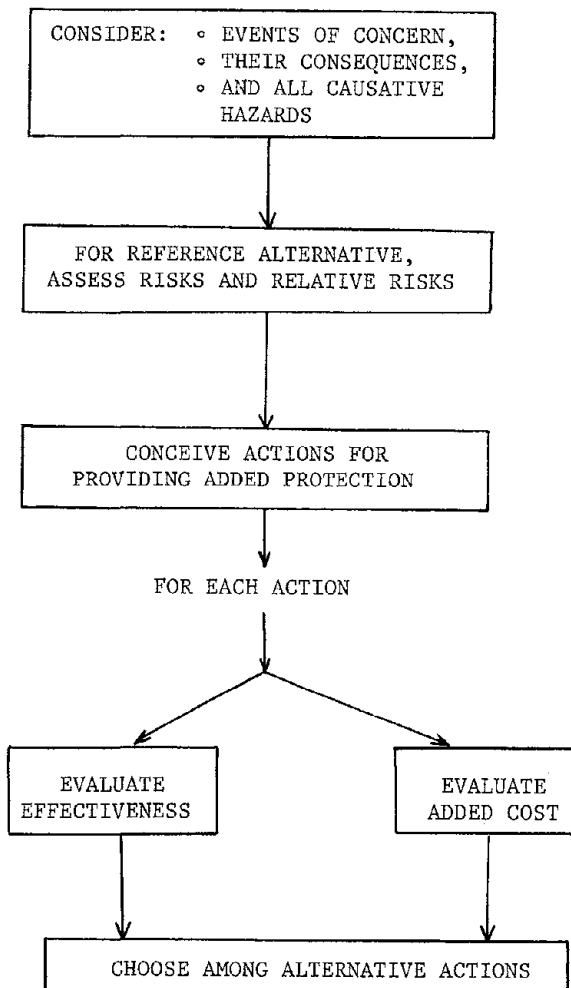 CONSIDER: ∘ EVENTS OF CONCERN,
∘ THEIR CONSEQUENCES,
∘ AND ALL CAUSATIVE
HAZARDS
FOR REFERENCE ALTERNATIVE,
ASSESS RISKS AND RELATIVE RISKS
CONCEIVE ACTIONS FOR
PROVIDING ADDED PROTECTION
FOR EACH ACTION
EVALUATE
EFFECTIVENESS
EVALUATE
ADDED COST
CHOOSE AMONG ALTERNATIVE ACTIONS